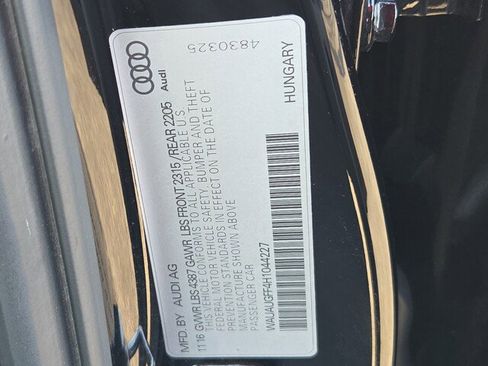 MFD. BY AUDI AG
Audi
1116 GVWR LBS 4387 GAWR LBS FRONT 2315 / REAR 2205
THIS VEHICLE CONFORMS TO ALL APPLICABLE U S
FEDERAL MOTOR VEHICLE SAFETY, BUMPER AND THEFT
PREVENTION STANDARDS IN EFFECT ON THE DATE OF
MANUFACTURE SHOWN ABOVE
PASSENGER CAR
4830325
WAUAUGFF4H1044227
HUNGARY